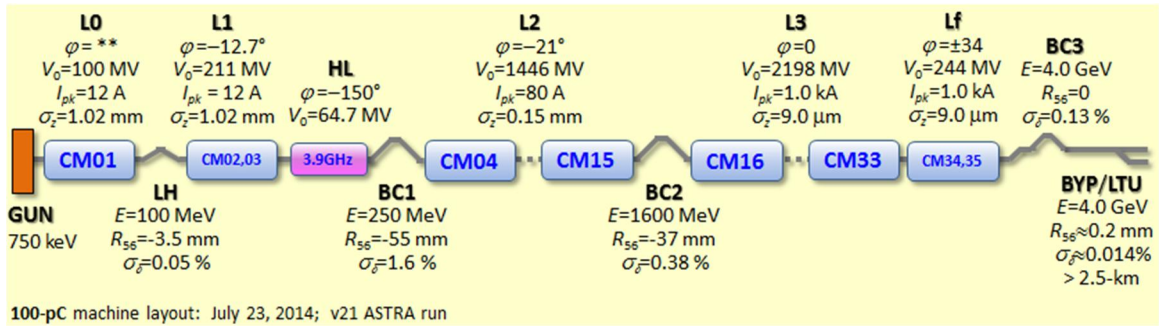 L0
φ= **
V₀=100 MV
Iₚₖ=12 A
σ_z=1.02 mm
L1
φ=–12.7°
V₀=211 MV
Iₚₖ = 12 A
σ_z=1.02 mm
HL
φ=–150°
V₀=64.7 MV
L2
φ=–21°
V₀=1446 MV
Iₚₖ=80 A
σ_z=0.15 mm
L3
φ=0
V₀=2198 MV
Iₚₖ=1.0 kA
σ_z=9.0 μm
Lf
φ=±34
V₀=244 MV
Iₚₖ=1.0 kA
σ_z=9.0 μm
BC3
E=4.0 GeV
R₅₆=0
σ_δ=0.13 %
CM01
CM02,03
3.9GHz
CM04
CM15
CM16
CM33
CM34,35
GUN
750 keV
LH
E=100 MeV
R₅₆=-3.5 mm
σ_δ=0.05 %
BC1
E=250 MeV
R₅₆=-55 mm
σ_δ=1.6 %
BC2
E=1600 MeV
R₅₆=-37 mm
σ_δ=0.38 %
BYP/LTU
E=4.0 GeV
R₅₆≈0.2 mm
σ_δ≈0.014%
> 2.5-km
100-pC machine layout: July 23, 2014; v21 ASTRA run